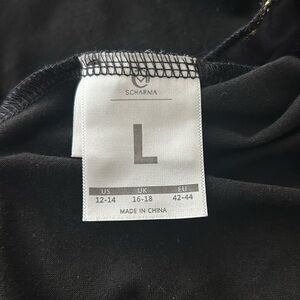 SCHARMA
L
US UK EU
12-14 16-18 42-44
MADE IN CHINA